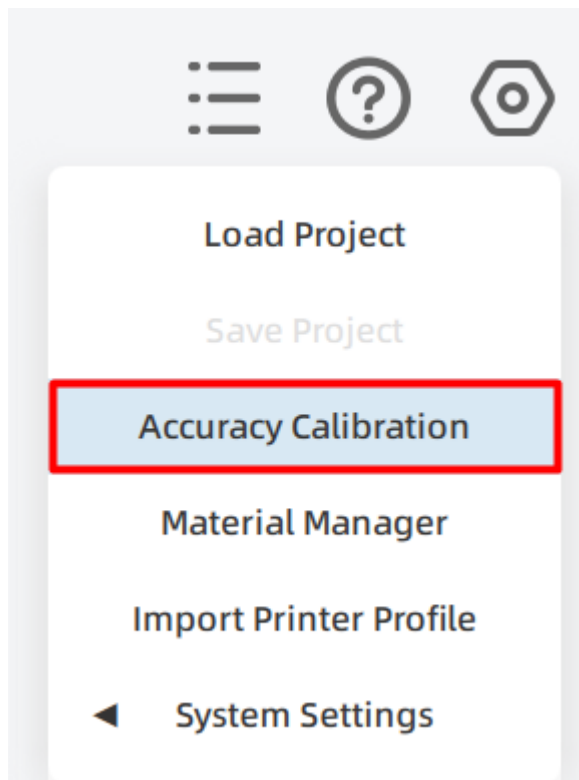 Load Project
Save Project
Accuracy Calibration
Material Manager
Import Printer Profile
System Settings